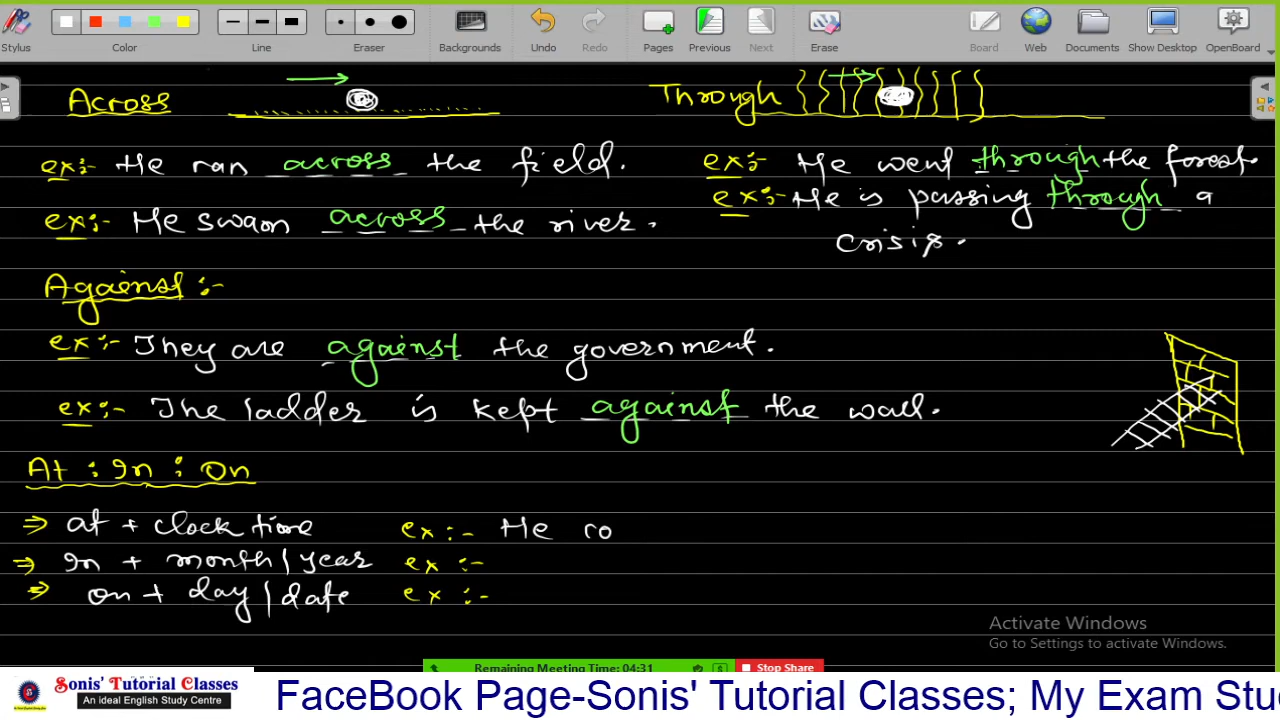 Stylus
Color
Line
Eraser
Backgrounds
Undo
Redo
Pages
Previous
Next
Erase
Board
Web
Documents
Show Desktop
OpenBoard
Across
Through
ex:- He ran across the field.
ex:- He went through the forest.
ex:- He is passing through a
crisis.
ex:- He swam across the river.
Against :-
ex:- They are against the government.
ex:- The ladder is kept against the wall.
At : In : On
⇒ at + clock time ex:- He ro
⇒ In + month/year ex:-
⇒ on + day/date ex:-
Activate Windows
Go to Settings to activate Windows.
Remaining Meeting Time: 04:31
Stop Share
Sonis' Tutorial Classes
An ideal English Study Centre
FaceBook Page-Sonis' Tutorial Classes; My Exam Stu